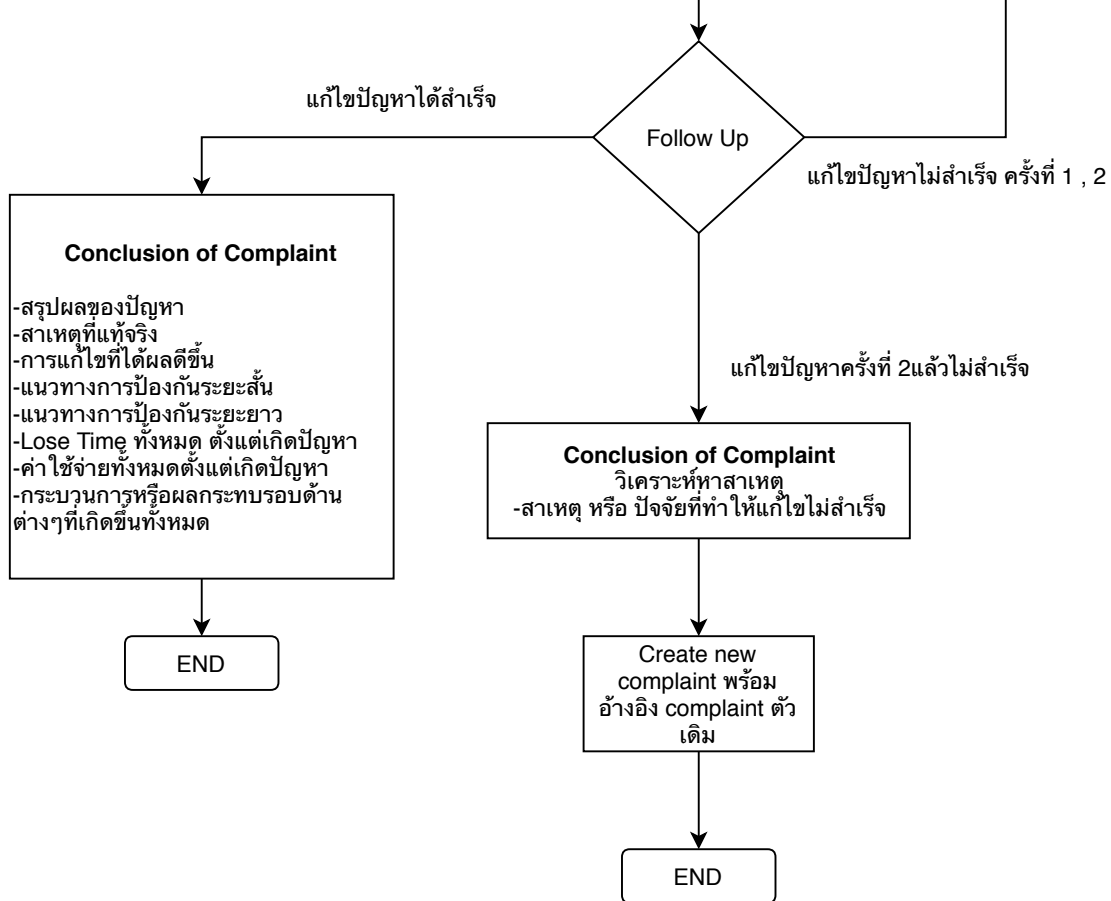 แก้ไขปัญหาได้สำเร็จ
Follow Up
แก้ไขปัญหาไม่สำเร็จ ครั้งที่ 1 , 2
Conclusion of Complaint
-สรุปผลของปัญหา
-สาเหตุที่แท้จริง
-การแก้ไขที่ได้ผลดีขึ้น
-แนวทางการป้องกันระยะสั้น
-แนวทางการป้องกันระยะยาว
-Lose Time ทั้งหมด ตั้งแต่เกิดปัญหา
-ค่าใช้จ่ายทั้งหมดตั้งแต่เกิดปัญหา
-กระบวนการหรือผลกระทบรอบด้าน
ต่างๆที่เกิดขึ้นทั้งหมด
END
แก้ไขปัญหาครั้งที่ 2แล้วไม่สำเร็จ
Conclusion of Complaint
วิเคราะห์หาสาเหตุ
-สาเหตุ หรือ ปัจจัยที่ทำให้แก้ไขไม่สำเร็จ
Create new
complaint พร้อม
อ้างอิง complaint ตัว
เดิม
END